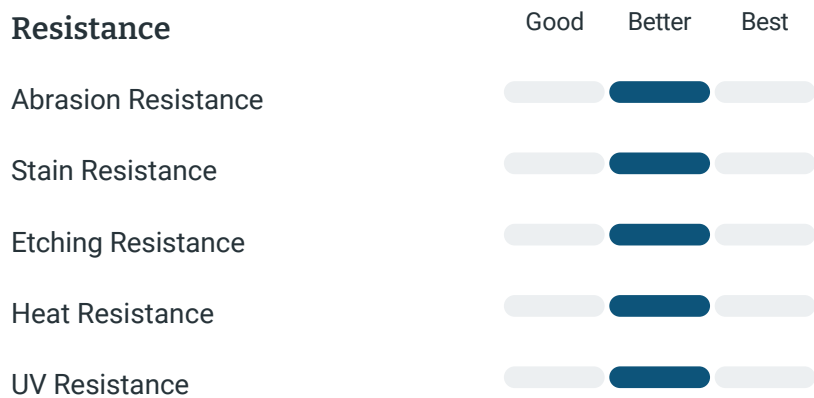 Resistance Good Better Best
Abrasion Resistance
Stain Resistance
Etching Resistance
Heat Resistance
UV Resistance